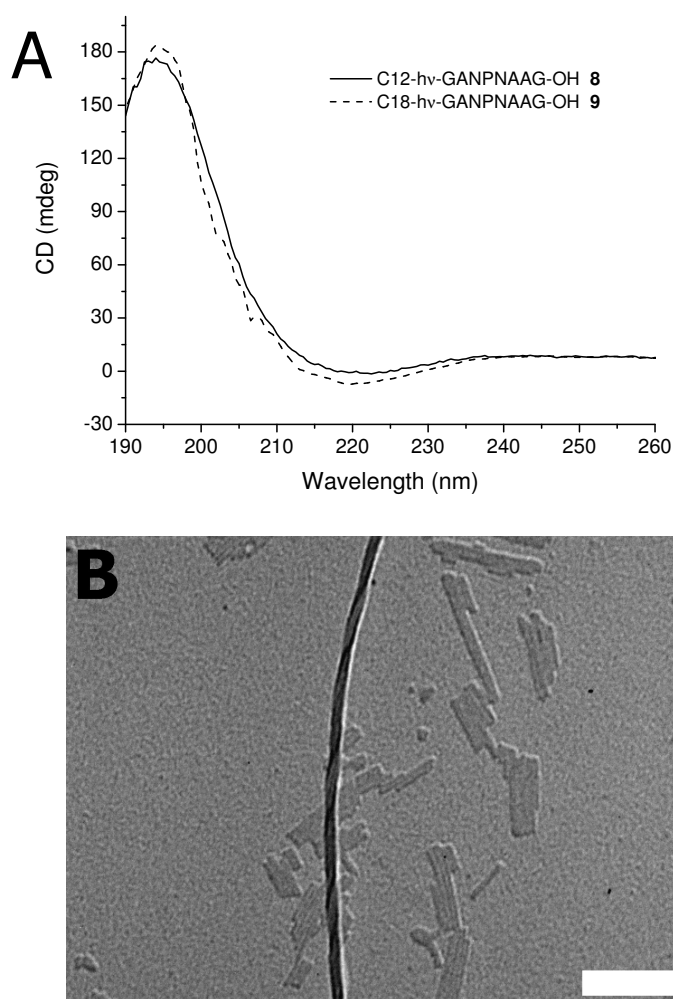 A
C12-hν-GANPNAAG-OH 8
C18-hν-GANPNAAG-OH 9
CD (mdeg)
180
150
120
90
60
30
0
-30
190 200 210 220 230 240 250 260
Wavelength (nm)
B